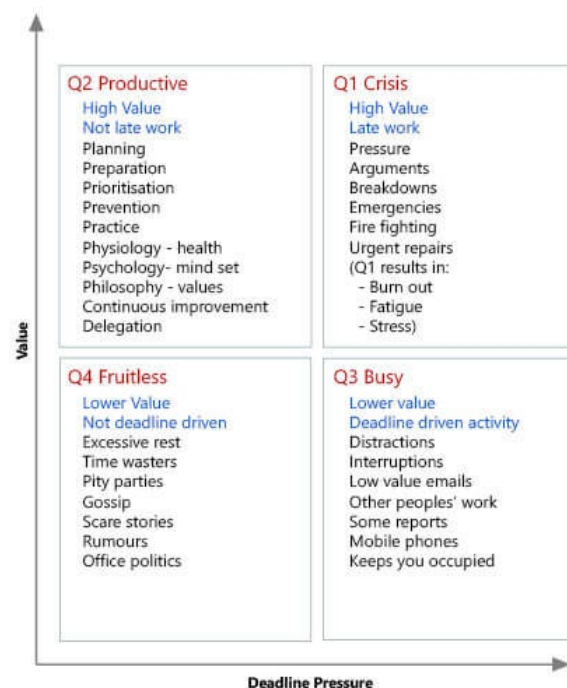 Value
Q2 Productive
High Value
Not late work
Planning
Preparation
Prioritisation
Prevention
Practice
Physiology - health
Psychology- mind set
Philosophy - values
Continuous improvement
Delegation
Q1 Crisis
High Value
Late work
Pressure
Arguments
Breakdowns
Emergencies
Fire fighting
Urgent repairs
(Q1 results in:
- Burn out
- Fatigue
- Stress)
Q4 Fruitless
Lower Value
Not deadline driven
Excessive rest
Time wasters
Pity parties
Gossip
Scare stories
Rumours
Office politics
Q3 Busy
Lower value
Deadline driven activity
Distractions
Interruptions
Low value emails
Other peoples' work
Some reports
Mobile phones
Keeps you occupied
Deadline Pressure